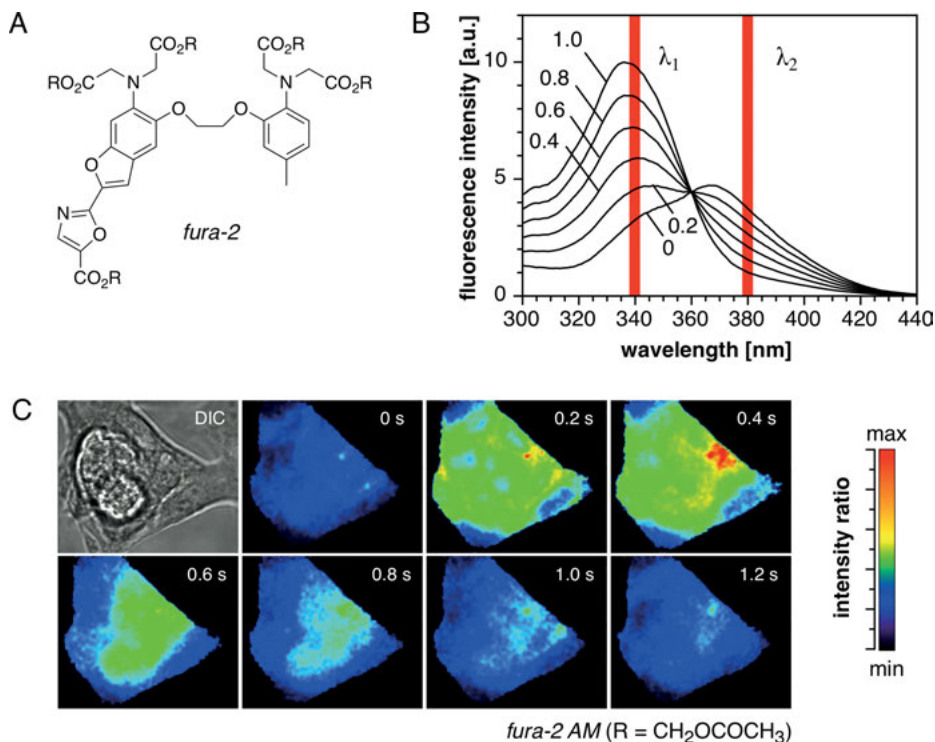 A
CO₂R
CO₂R
RO₂C
N
N
CO₂R
O
O
O
N
O
fura-2
CO₂R
B
fluorescence intensity [a.u.]
10
5
0
1.0
0.8
0.6
0.4
0.2
0
λ₁
λ₂
300 320 340 360 380 400 420 440
wavelength [nm]
C
DIC
0 s
0.2 s
0.4 s
0.6 s
0.8 s
1.0 s
1.2 s
max
intensity ratio
min
fura-2 AM (R = CH₂OCOCH₃)